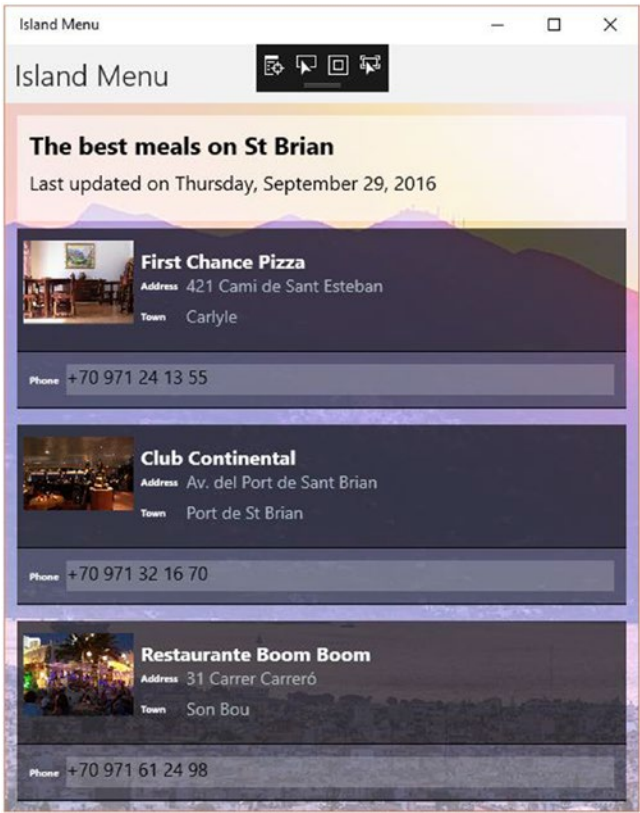 Island Menu
Island Menu
The best meals on St Brian
Last updated on Thursday, September 29, 2016
First Chance Pizza
Address 421 Cami de Sant Esteban
Town Carlyle
Phone +70 971 24 13 55
Club Continental
Address Av. del Port de Sant Brian
Town Port de St Brian
Phone +70 971 32 16 70
Restaurante Boom Boom
Address 31 Carrer Carreró
Town Son Bou
Phone +70 971 61 24 98